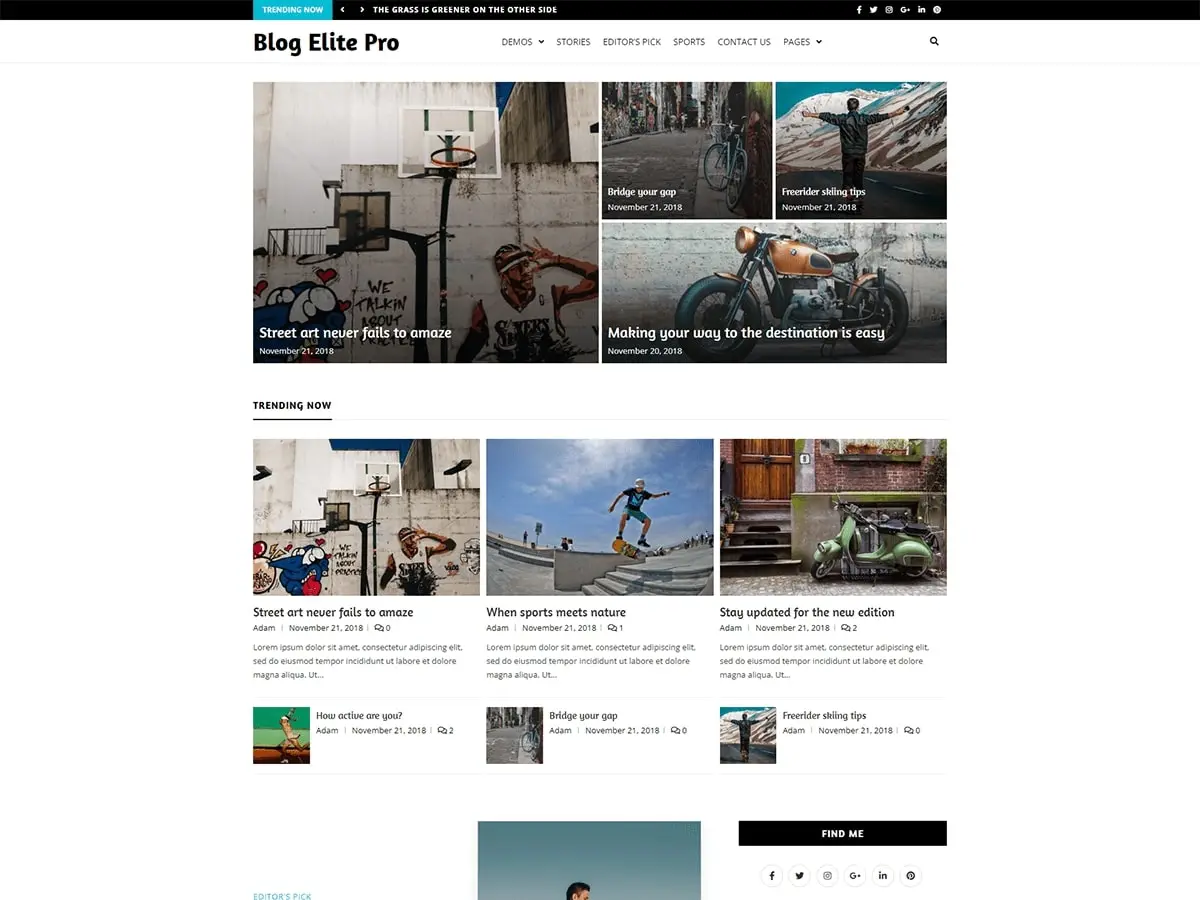 TRENDING NOW
THE GRASS IS GREENER ON THE OTHER SIDE
Blog Elite Pro
DEMOS STORIES EDITOR'S PICK SPORTS CONTACT US PAGES
WE
TALKIN
ABOUT
PRACTICE
Street art never fails to amaze
November 21, 2018
Bridge your gap
November 21, 2018
Freerider skiing tips
November 21, 2018
Making your way to the destination is easy
November 20, 2018
TRENDING NOW
WE
TALKIN
ABOUT
PRACTICE
Street art never fails to amaze
Adam | November 21, 2018 | 0
Lorem ipsum dolor sit amet, consectetur adipiscing elit,
sed do eiusmod tempor incididunt ut labore et dolore
magna aliqua. Ut...
When sports meets nature
Adam | November 21, 2018 | 1
Lorem ipsum dolor sit amet, consectetur adipiscing elit,
sed do eiusmod tempor incididunt ut labore et dolore
magna aliqua. Ut...
Stay updated for the new edition
Adam | November 21, 2018 | 2
Lorem ipsum dolor sit amet, consectetur adipiscing elit,
sed do eiusmod tempor incididunt ut labore et dolore
magna aliqua. Ut...
How active are you?
Adam | November 21, 2018 | 2
Bridge your gap
Adam | November 21, 2018 | 0
Freerider skiing tips
Adam | November 21, 2018 | 0
EDITOR'S PICK
FIND ME